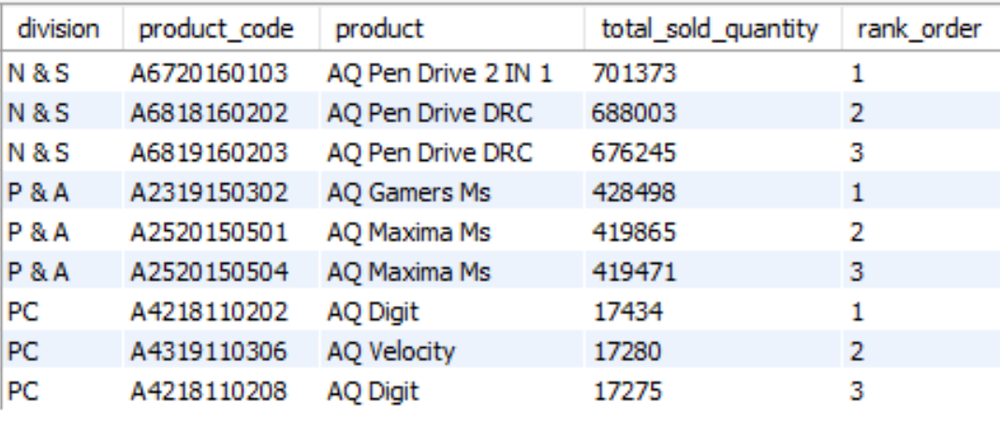 division product_code product total_sold_quantity rank_order
N & S A6720160103 AQ Pen Drive 2 IN 1 701373 1
N & S A6818160202 AQ Pen Drive DRC 688003 2
N & S A6819160203 AQ Pen Drive DRC 676245 3
P & A A2319150302 AQ Gamers Ms 428498 1
P & A A2520150501 AQ Maxima Ms 419865 2
P & A A2520150504 AQ Maxima Ms 419471 3
PC A4218110202 AQ Digit 17434 1
PC A4319110306 AQ Velocity 17280 2
PC A4218110208 AQ Digit 17275 3